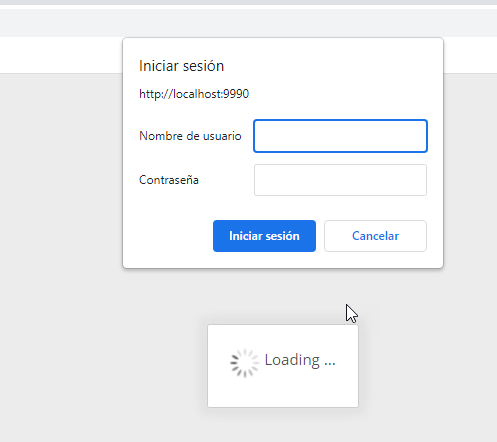 Iniciar sesión
http://localhost:9990
Nombre de usuario
Contraseña
Iniciar sesión Cancelar
Loading ...